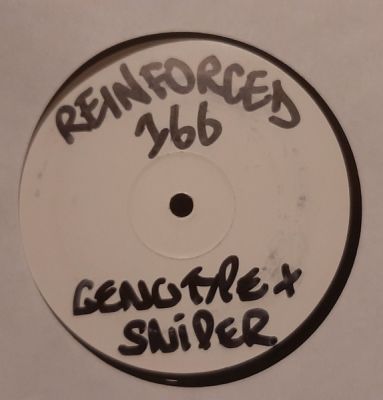 REINFORCED
166
GENOTYPE +
SNIPER